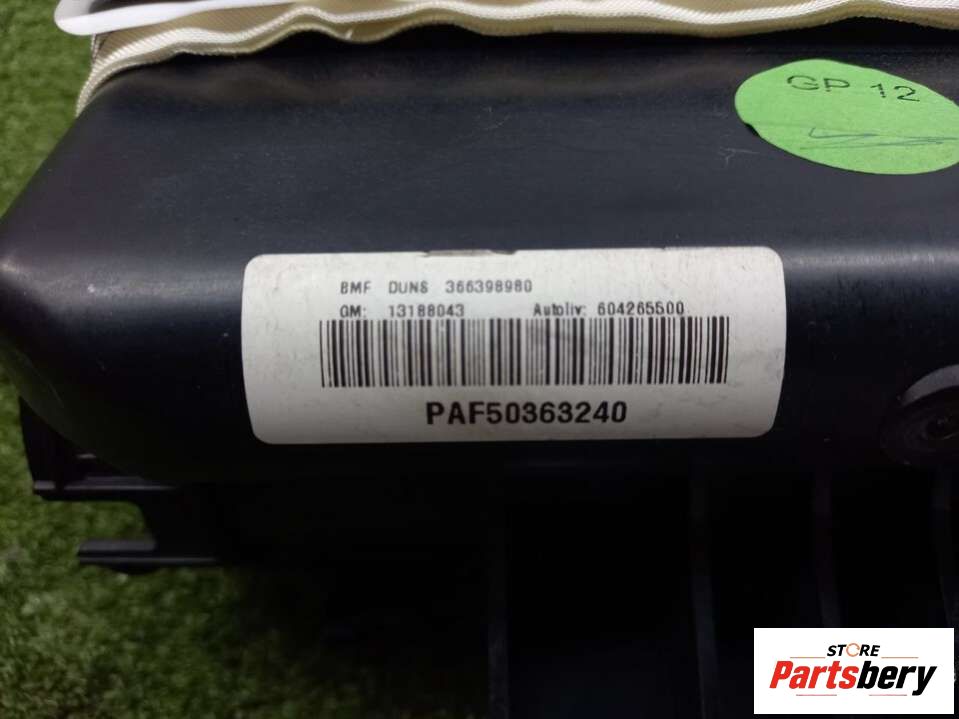 GP 12
BMF DUNS 366398980
GM: 13188043 Autoliv: 604265500
PAF50363240
STORE
Partsbery